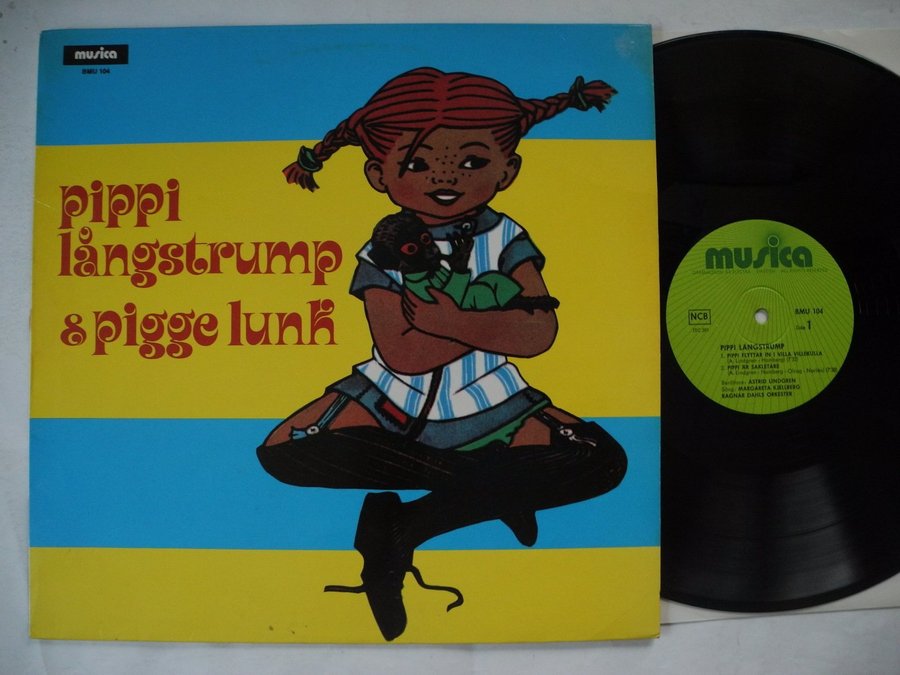 musica
BMU 104
pippi
långstrump
& pigge lunk
musica
BMU 104
NCB
Side 1
PIPPI LÅNGSTRUMP
1. PIPPI FLYTTAR IN I VILLA VILLEKULLA
2. PIPPI ÄR SAKLETARE
Berättare: ASTRID LINDGREN
Sång: MARGARETA KJELLBERG
RAGNAR DAHLS ORKESTER